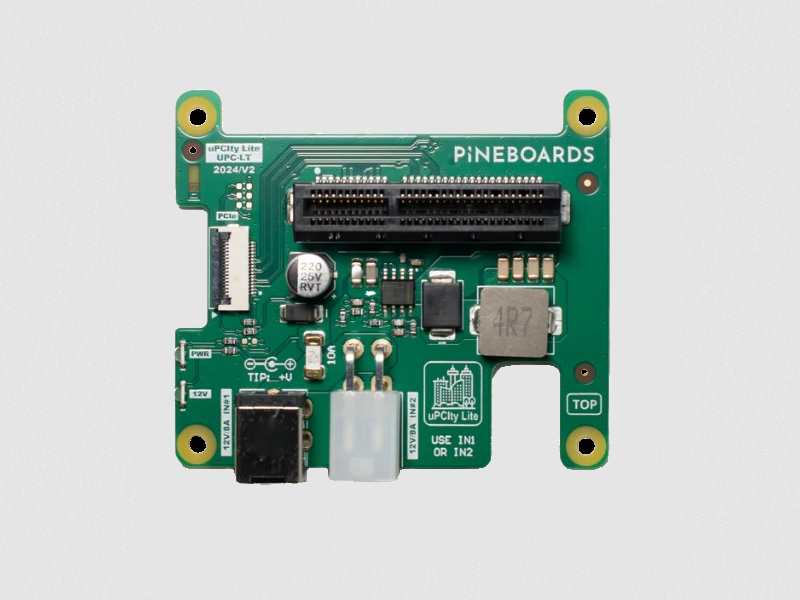 uPCIty Lite
UPC-LT
2024/V2
PiNEBOARDS
PCIe
220
25V
RVT
4R7
PWR
10A
TIP: +V
12V
12V/8A IN#1
12V/8A IN#2
uPCIty Lite
TOP
USE IN1
OR IN2